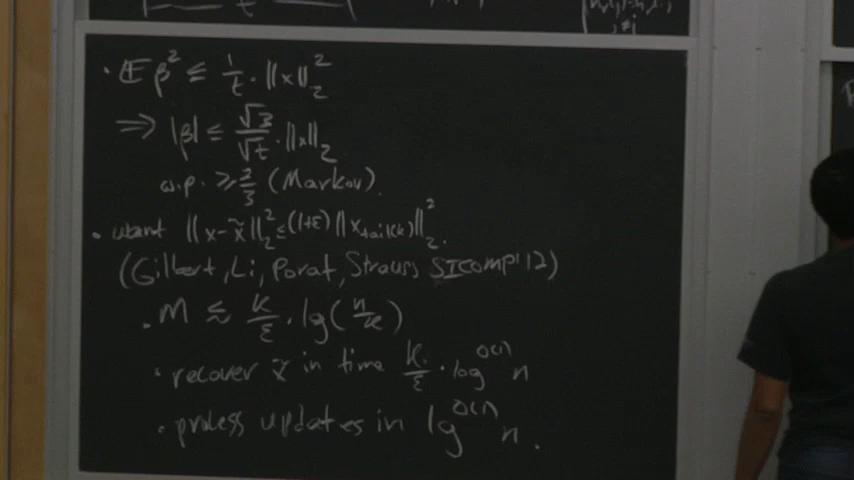 · 𝔼 β² ≤ 1/t · ||x||₂²
⟹ |β| ≤ √3/√t · ||x||₂
w.p. ≥ 2/3 (Markov).
· want ||x-x̃||₂² ≤ (1+ε) ||x_tail(k)||₂².
(Gilbert, Li, Porat, Strauss SICOMP'12)
· M ≲ k/ε · lg(n/k)
· recover x̃ in time k/ε · log^O(1) n
· process updates in lg^O(1) n.